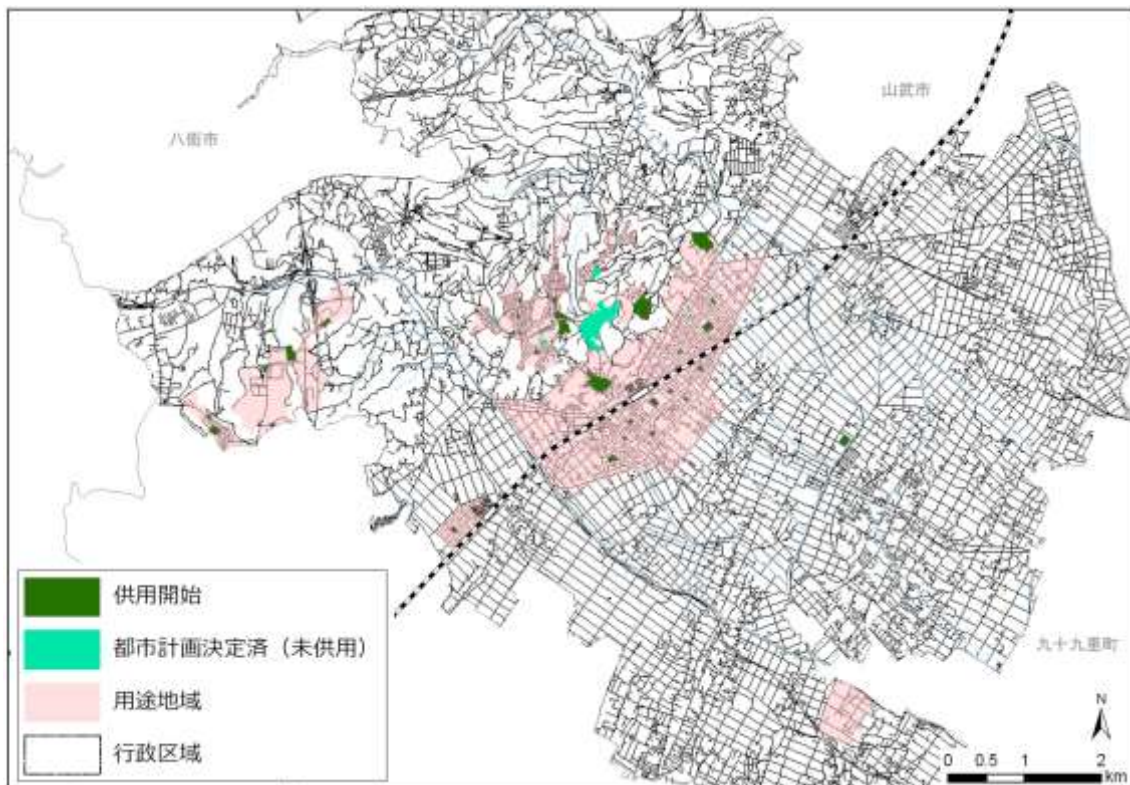 山武市
八街市
供用開始
都市計画決定済（未供用）
用途地域
行政区域
九十九里町
N
0 0.5 1 2
km